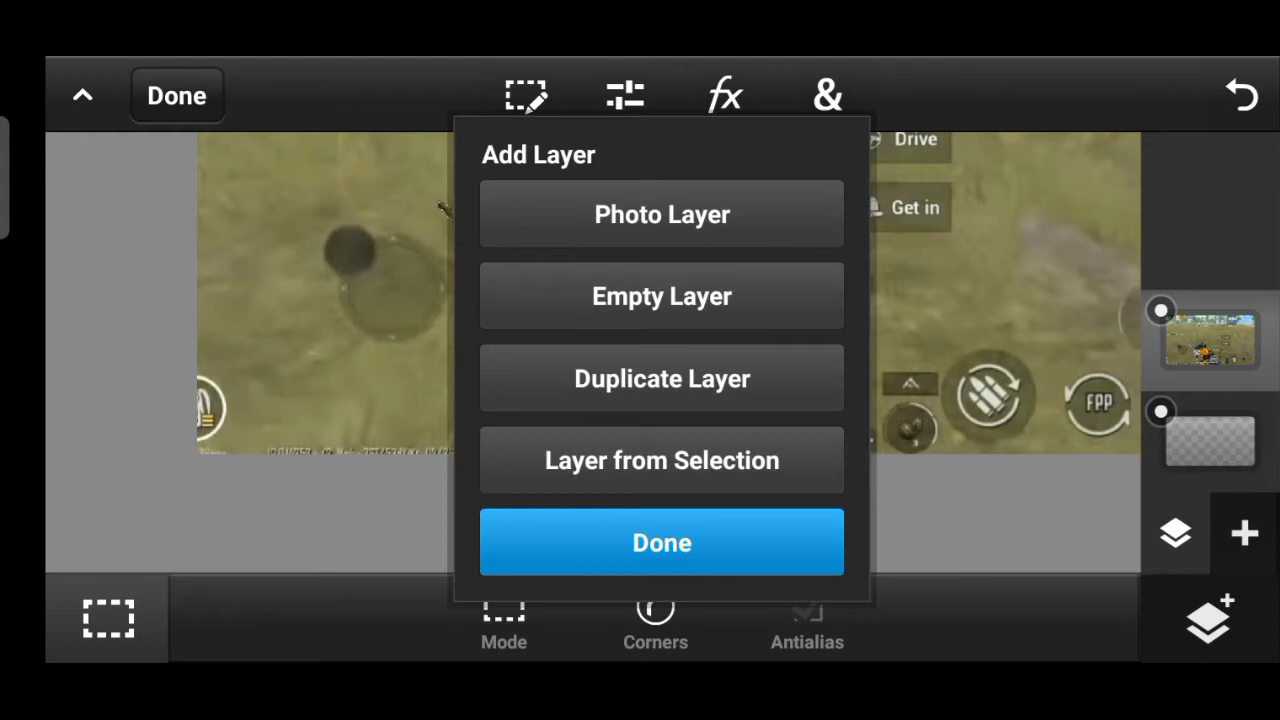 Done
fx
&
Add Layer
Drive
Photo Layer
Get in
Empty Layer
Duplicate Layer
FPP
Layer from Selection
Done
Mode
Corners
Antialias